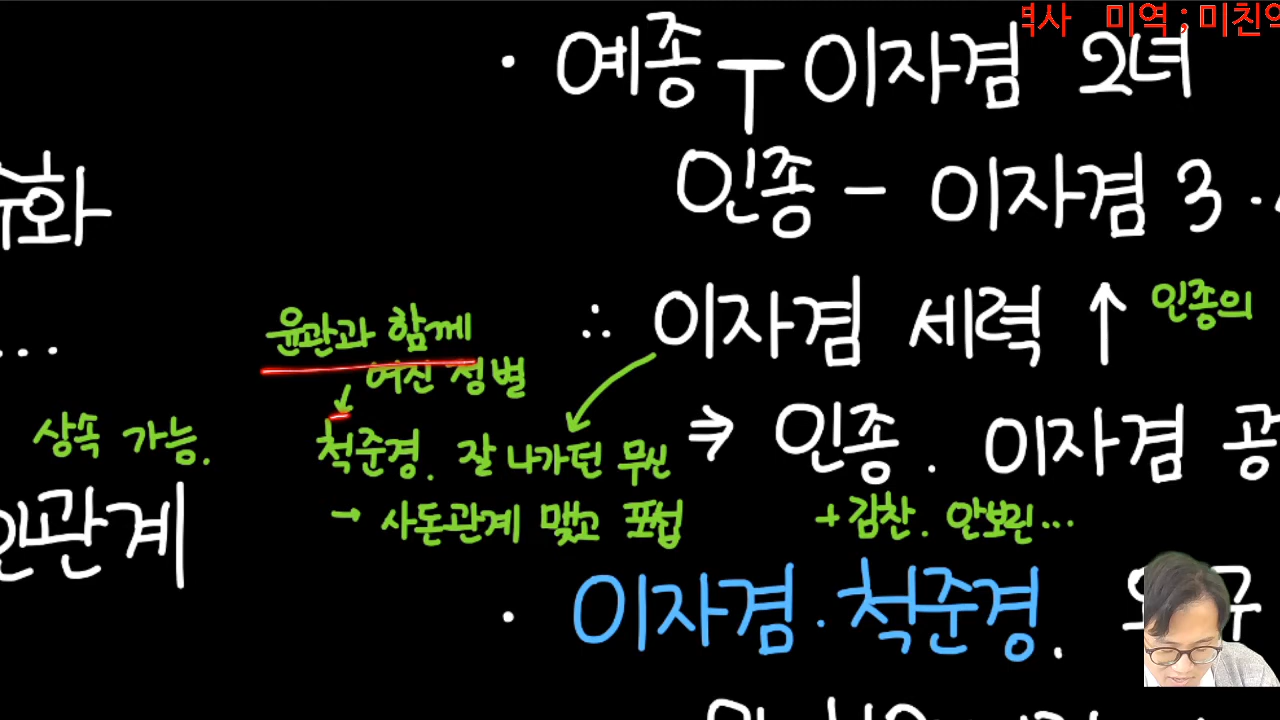 역사 미역 ; 미친
· 예종 이자겸 2녀
인종 - 이자겸 3 ·
∴ 이자겸 세력 ↑ 인종의
윤관과 함께
여진 정벌
척준경. 잘 나가던 무신
→ 사돈관계 맺고 포섭
⇒ 인종. 이자겸 공
+ 김찬. 안보린...
· 이자겸 · 척준경.
화
...
상속 가능.
인관계